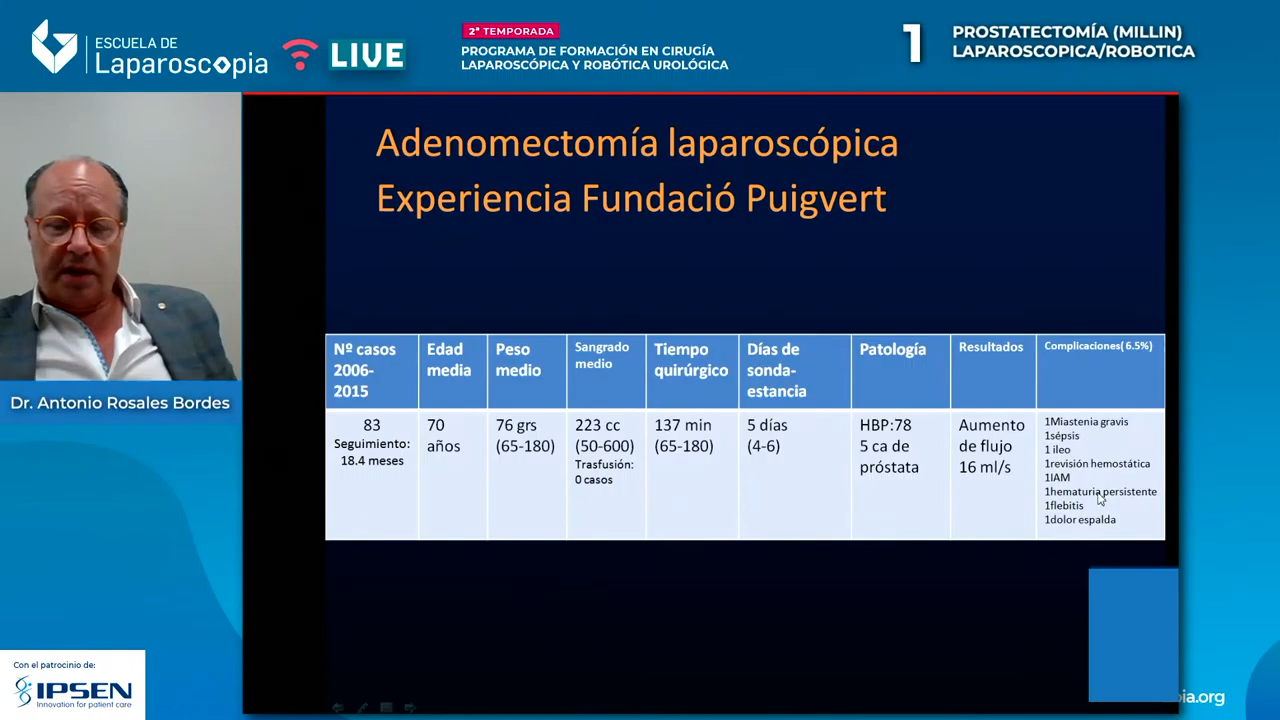 ESCUELA DE
Laparoscopia
LIVE
2ª TEMPORADA
PROGRAMA DE FORMACIÓN EN CIRUGÍA
LAPAROSCÓPICA Y ROBÓTICA UROLÓGICA
1
PROSTATECTOMÍA (MILLIN)
LAPAROSCOPICA/ROBOTICA
Dr. Antonio Rosales Bordes
Adenomectomía laparoscópica
Experiencia Fundació Puigvert
Nº casos
2006-
2015
Edad
media
Peso
medio
Sangrado
medio
Tiempo
quirúrgico
Días de
sonda-
estancia
Patología
Resultados
Complicaciones( 6.5%)
83
Seguimiento:
18.4 meses
70
años
76 grs
(65-180)
223 cc
(50-600)
Trasfusión:
0 casos
137 min
(65-180)
5 días
(4-6)
HBP:78
5 ca de
próstata
Aumento
de flujo
16 ml/s
1Miastenia gravis
1sépsis
1 ileo
1revisión hemostática
1IAM
1hematuria persistente
1flebitis
1dolor espalda
Con el patrocinio de:
IPSEN
Innovation for patient care
ia.org